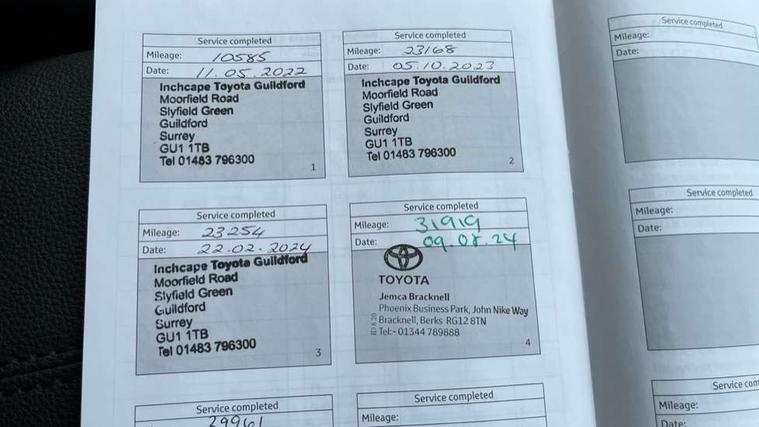 Service completed
Mileage: 10585
Date: 11.05.2022
Inchcape Toyota Guildford
Moorfield Road
Slyfield Green
Guildford
Surrey
GU1 1TB
Tel 01483 796300
1
Service completed
Mileage: 23168
Date: 05.10.2023
Inchcape Toyota Guildford
Moorfield Road
Slyfield Green
Guildford
Surrey
GU1 1TB
Tel 01483 796300
2
Service completed
Mileage:
Date:
Service completed
Mileage: 23254
Date: 22.02.2024
Inchcape Toyota Guildford
Moorfield Road
Slyfield Green
Guildford
Surrey
GU1 1TB
Tel 01483 796300
3
Service completed
Mileage: 31919
Date: 09.08.24
TOYOTA
Jemca Bracknell
Phoenix Business Park, John Nike Way
Bracknell, Berks RG12 8TN
Tel:- 01344 789888
4
Service completed
Mileage:
Date:
Service completed
29961
Service completed
Mileage:
Service com
Mileage:
Date: